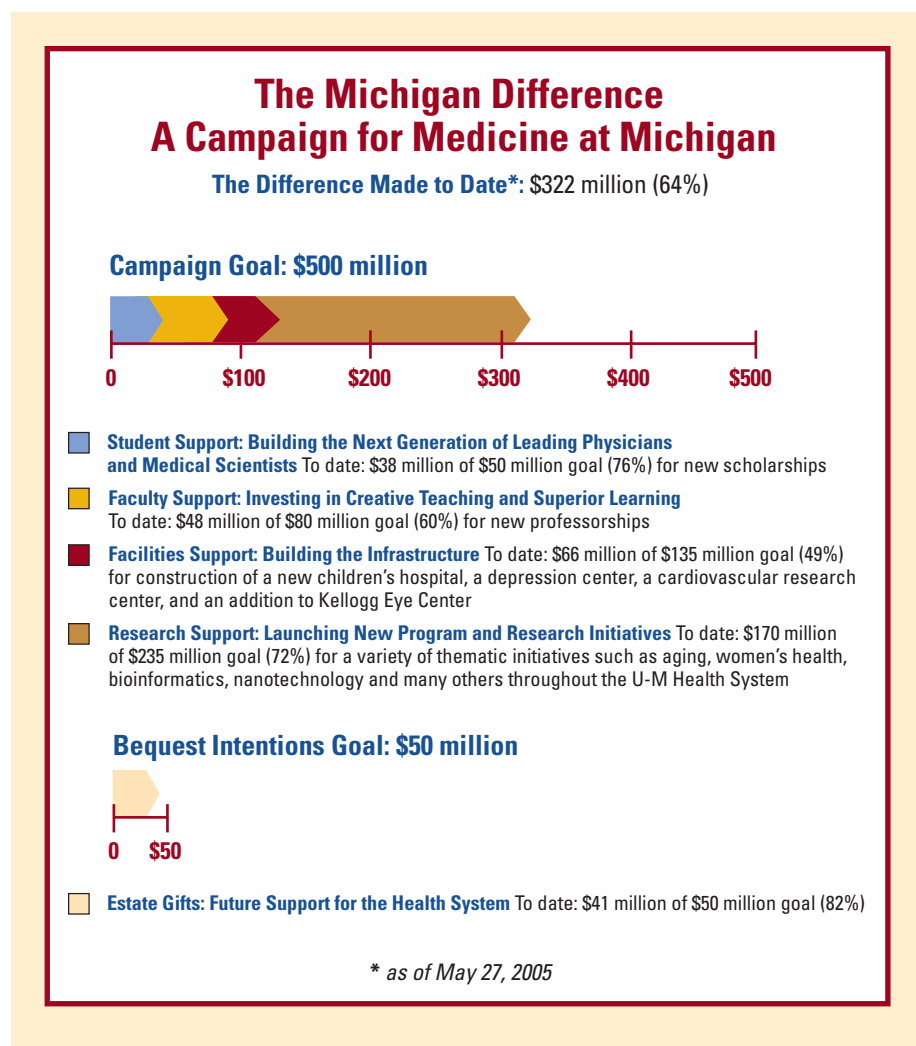 The Michigan Difference
A Campaign for Medicine at Michigan
The Difference Made to Date*: $322 million (64%)
Campaign Goal: $500 million
0 $100 $200 $300 $400 $500
Student Support: Building the Next Generation of Leading Physicians
and Medical Scientists To date: $38 million of $50 million goal (76%) for new scholarships
Faculty Support: Investing in Creative Teaching and Superior Learning
To date: $48 million of $80 million goal (60%) for new professorships
Facilities Support: Building the Infrastructure To date: $66 million of $135 million goal (49%)
for construction of a new children's hospital, a depression center, a cardiovascular research
center, and an addition to Kellogg Eye Center
Research Support: Launching New Program and Research Initiatives To date: $170 million
of $235 million goal (72%) for a variety of thematic initiatives such as aging, women's health,
bioinformatics, nanotechnology and many others throughout the U-M Health System
Bequest Intentions Goal: $50 million
0 $50
Estate Gifts: Future Support for the Health System To date: $41 million of $50 million goal (82%)
* as of May 27, 2005